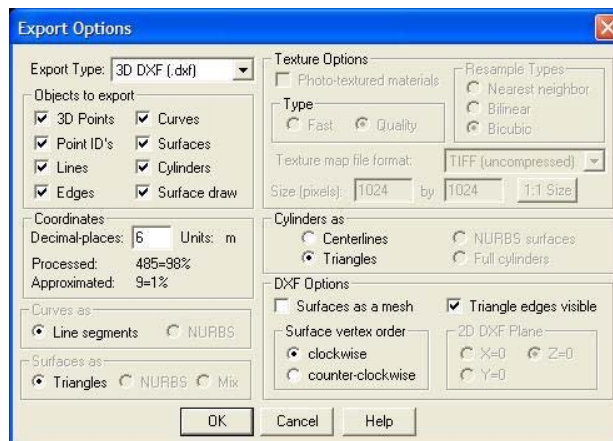 Export Options
Export Type: 3D DXF (.dxf)
Objects to export
3D Points
Curves
Point ID's
Surfaces
Lines
Cylinders
Edges
Surface draw
Coordinates
Decimal-places: 6 Units: m
Processed: 485=98%
Approximated: 9=1%
Curves as
Line segments
NURBS
Surfaces as
Triangles
NURBS
Mix
Texture Options
Photo-textured materials
Type
Fast
Quality
Resample Types
Nearest neighbor
Bilinear
Bicubic
Texture map file format: TIFF (uncompressed)
Size (pixels): 1024 by 1024 1:1 Size
Cylinders as
Centerlines
NURBS surfaces
Triangles
Full cylinders
DXF Options
Surfaces as a mesh
Triangle edges visible
Surface vertex order
clockwise
counter-clockwise
2D DXF Plane
X=0
Z=0
Y=0
OK
Cancel
Help